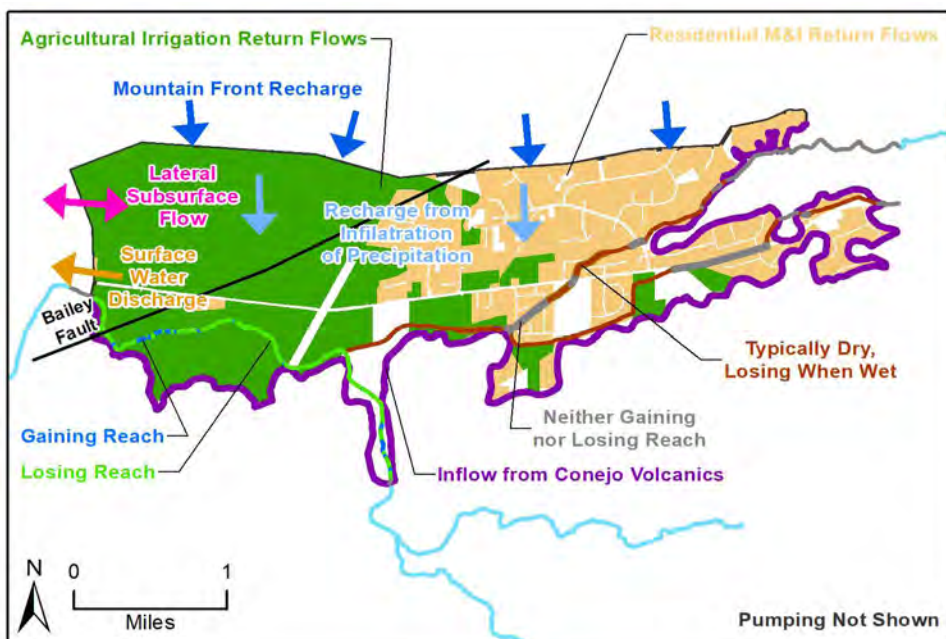 Agricultural Irrigation Return Flows
Residential M&I Return Flows
Mountain Front Recharge
Lateral
Subsurface
Flow
Recharge from
Infilatration
of Precipitation
Surface
Water
Discharge
Bailey
Fault
Typically Dry,
Losing When Wet
Neither Gaining
nor Losing Reach
Gaining Reach
Losing Reach
Inflow from Conejo Volcanics
N
0 1
Miles
Pumping Not Shown